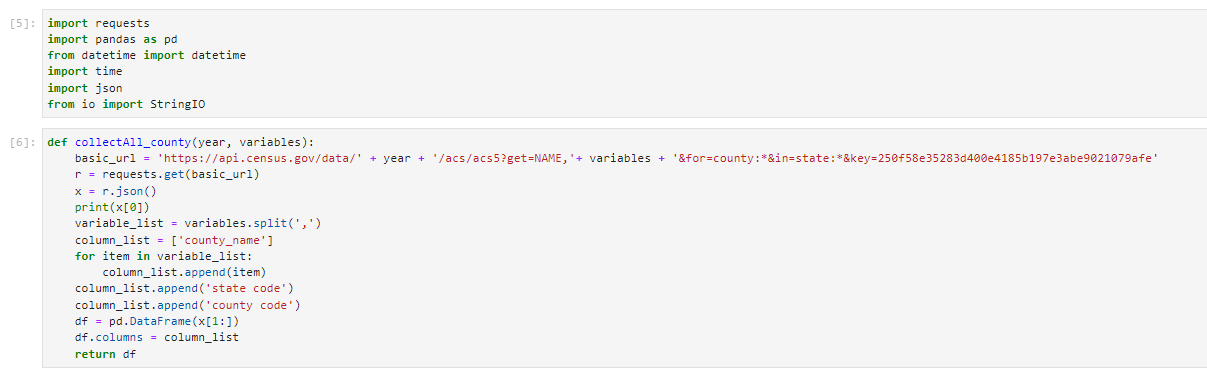 [5]: import requests
import pandas as pd
from datetime import datetime
import time
import json
from io import StringIO
[6]: def collectAll_county(year, variables):
    basic_url = 'https://api.census.gov/data/' + year + '/acs/acs5?get=NAME,'+ variables + '&for=county:*&in=state:*&key=250f58e35283d400e4185b197e3abe9021079afe'
    r = requests.get(basic_url)
    x = r.json()
    print(x[0])
    variable_list = variables.split(',')
    column_list = ['county_name']
    for item in variable_list:
        column_list.append(item)
    column_list.append('state code')
    column_list.append('county code')
    df = pd.DataFrame(x[1:])
    df.columns = column_list
    return df